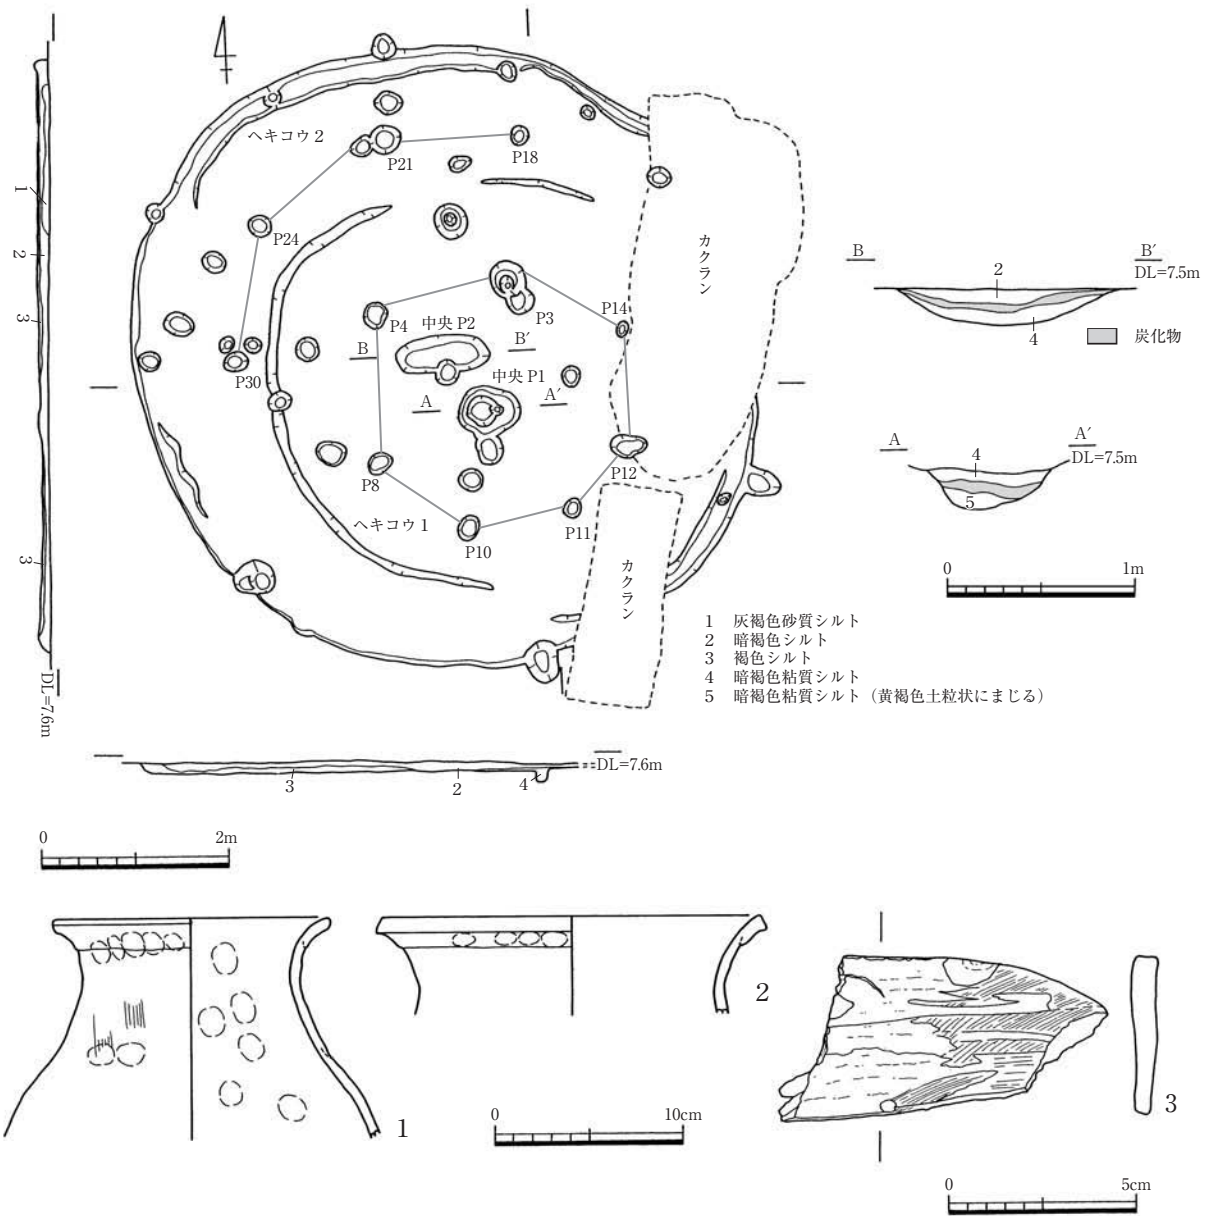 ヘキコウ 2
P21
P18
P24
カクラン
P14
P4
中央 P2
P3
B
B′
P30
中央 P1
A
A′
P8
P12
ヘキコウ 1
P10
P11
カクラン
1
2
3
3
DL=7.6m
B
B′
DL=7.5m
2
4
炭化物
A
A′
DL=7.5m
4
5
0 1m
1 灰褐色砂質シルト
2 暗褐色シルト
3 褐色シルト
4 暗褐色粘質シルト
5 暗褐色粘質シルト（黄褐色土粒状にまじる）
DL=7.6m
3
2
4
0 2m
1
2
3
0 10cm
0 5cm